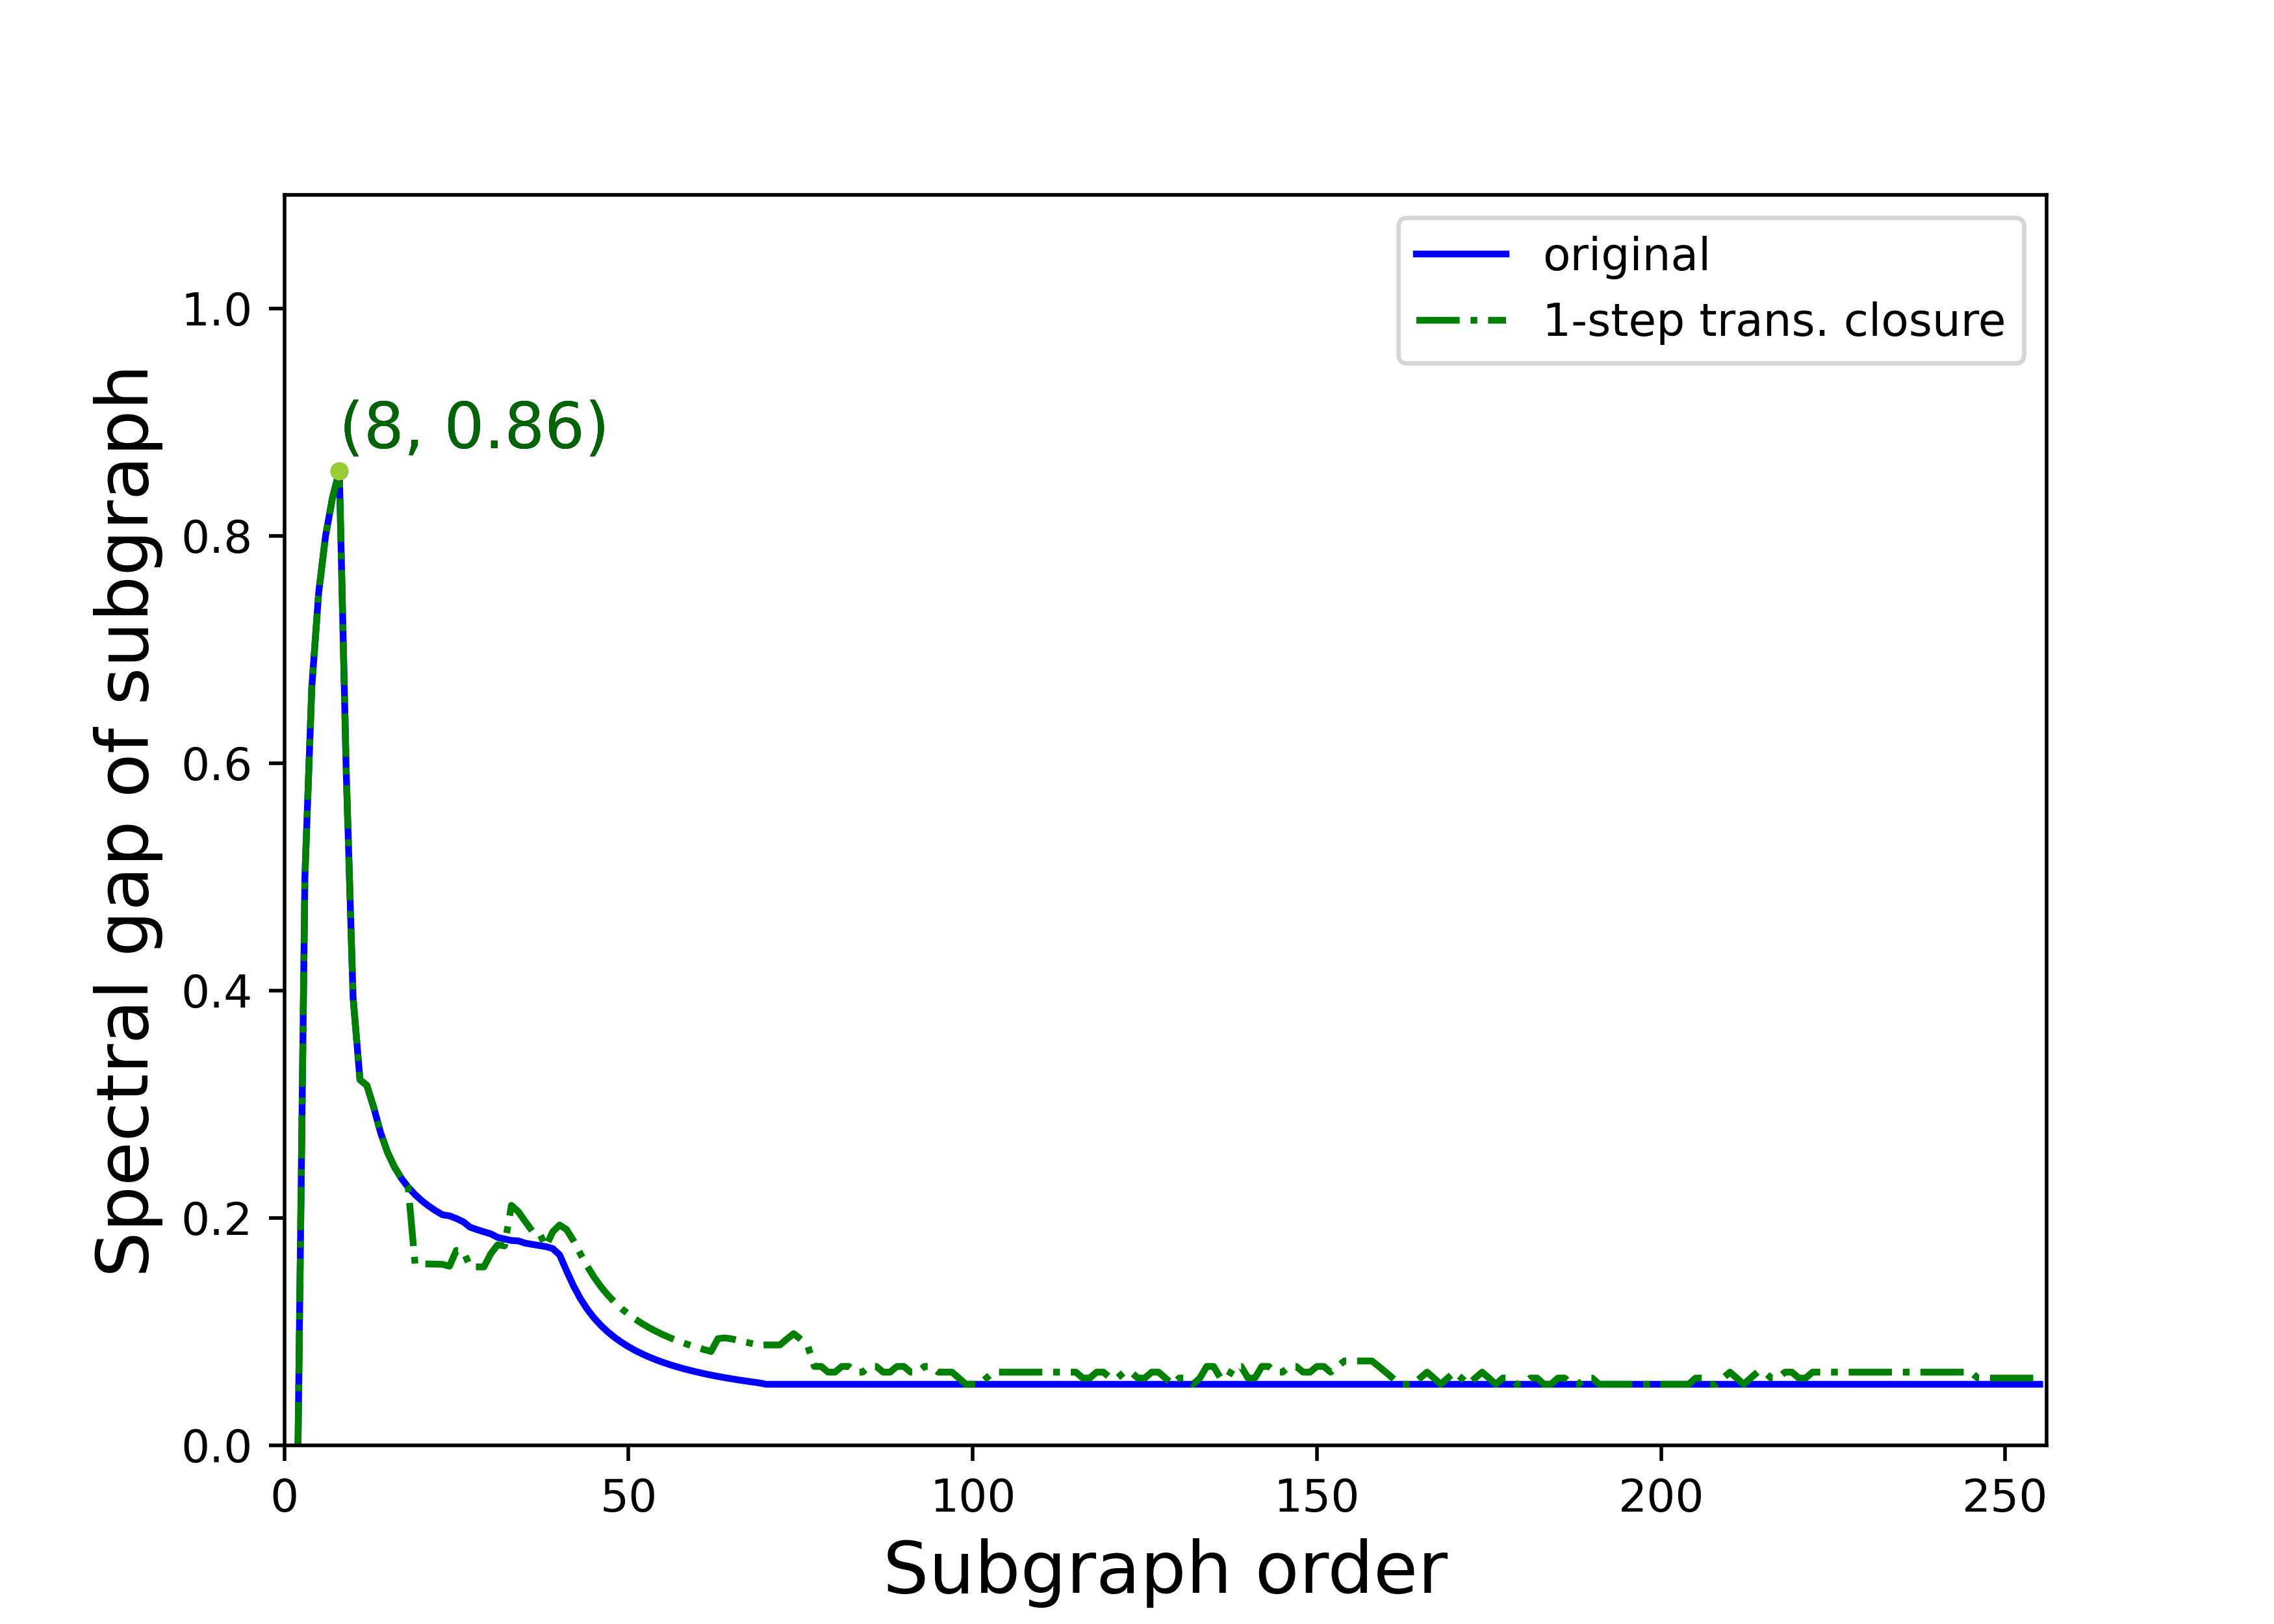 original
1-step trans. closure
(8, 0.86)
Spectral gap of subgraph
1.0
0.8
0.6
0.4
0.2
0.0
0 50 100 150 200 250
Subgraph order